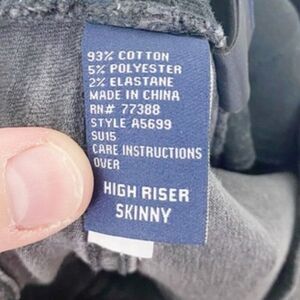 93% COTTON
5% POLYESTER
2% ELASTANE
MADE IN CHINA
RN# 77388
STYLE A5699
SU15
CARE INSTRUCTIONS
OVER
HIGH RISER
SKINNY